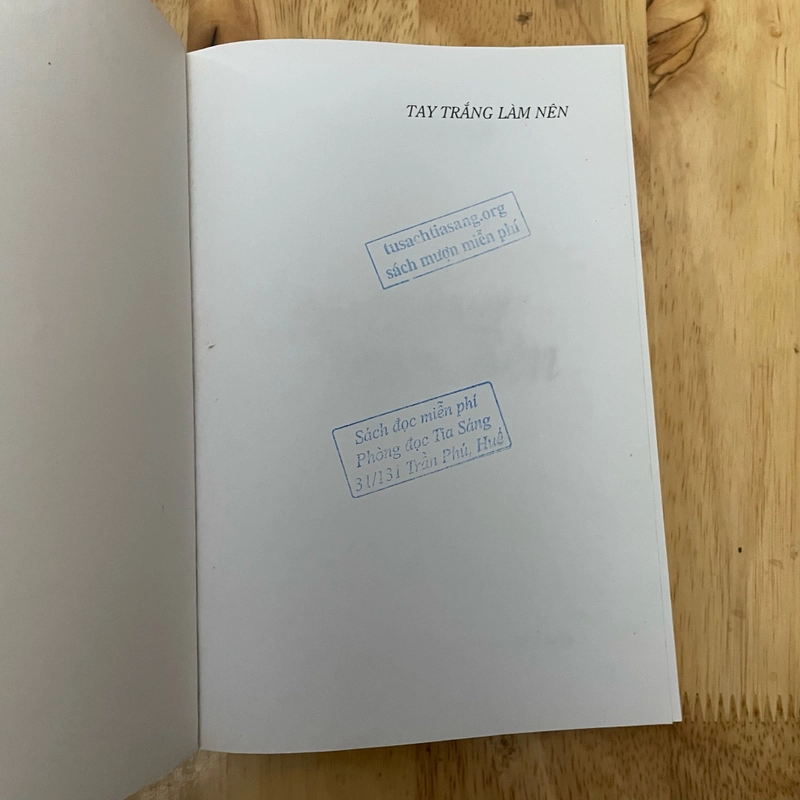 TAY TRẮNG LÀM NÊN
tusachtiasang.org
sách mượn miễn phí
Sách đọc miễn phí
Phòng đọc Tia Sáng
31/131 Trần Phú, Huế